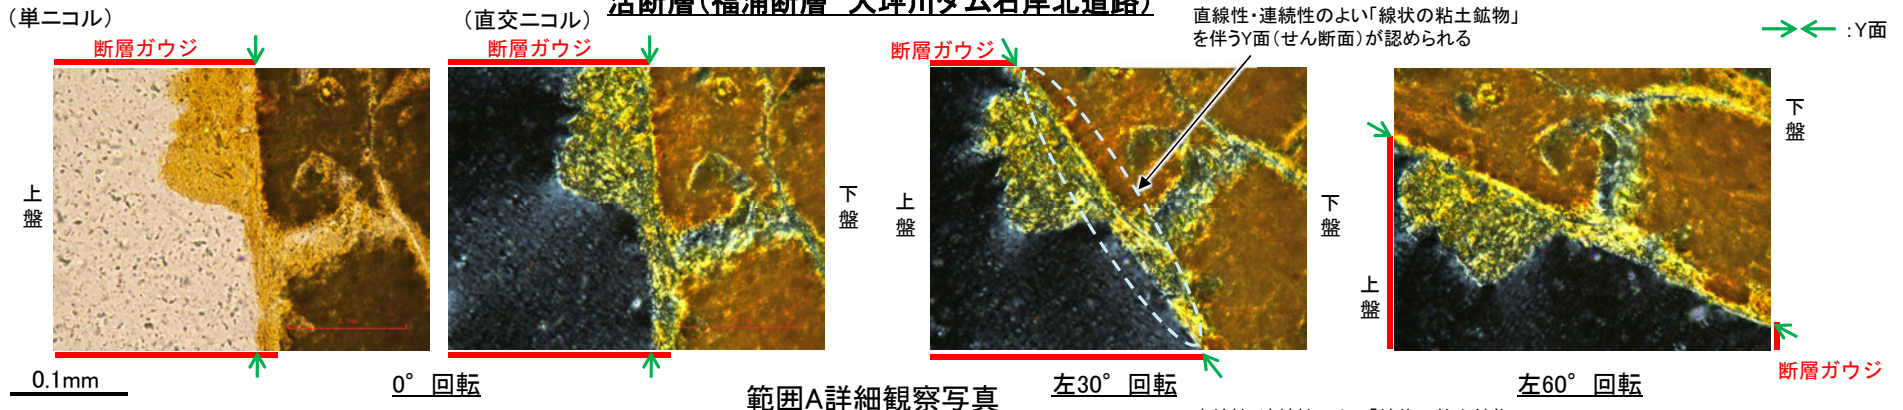 活断層(福浦断層 大坪川ダム右岸北道路)
(単ニコル)
(直交ニコル)
直線性・連続性のよい「線状の粘土鉱物」
を伴うY面(せん断面)が認められる
:Y面
断層ガウジ
断層ガウジ
断層ガウジ
上盤
下盤
上盤
下盤
上盤
下盤
断層ガウジ
0.1mm
0° 回転
範囲A詳細観察写真
左30° 回転
左60° 回転